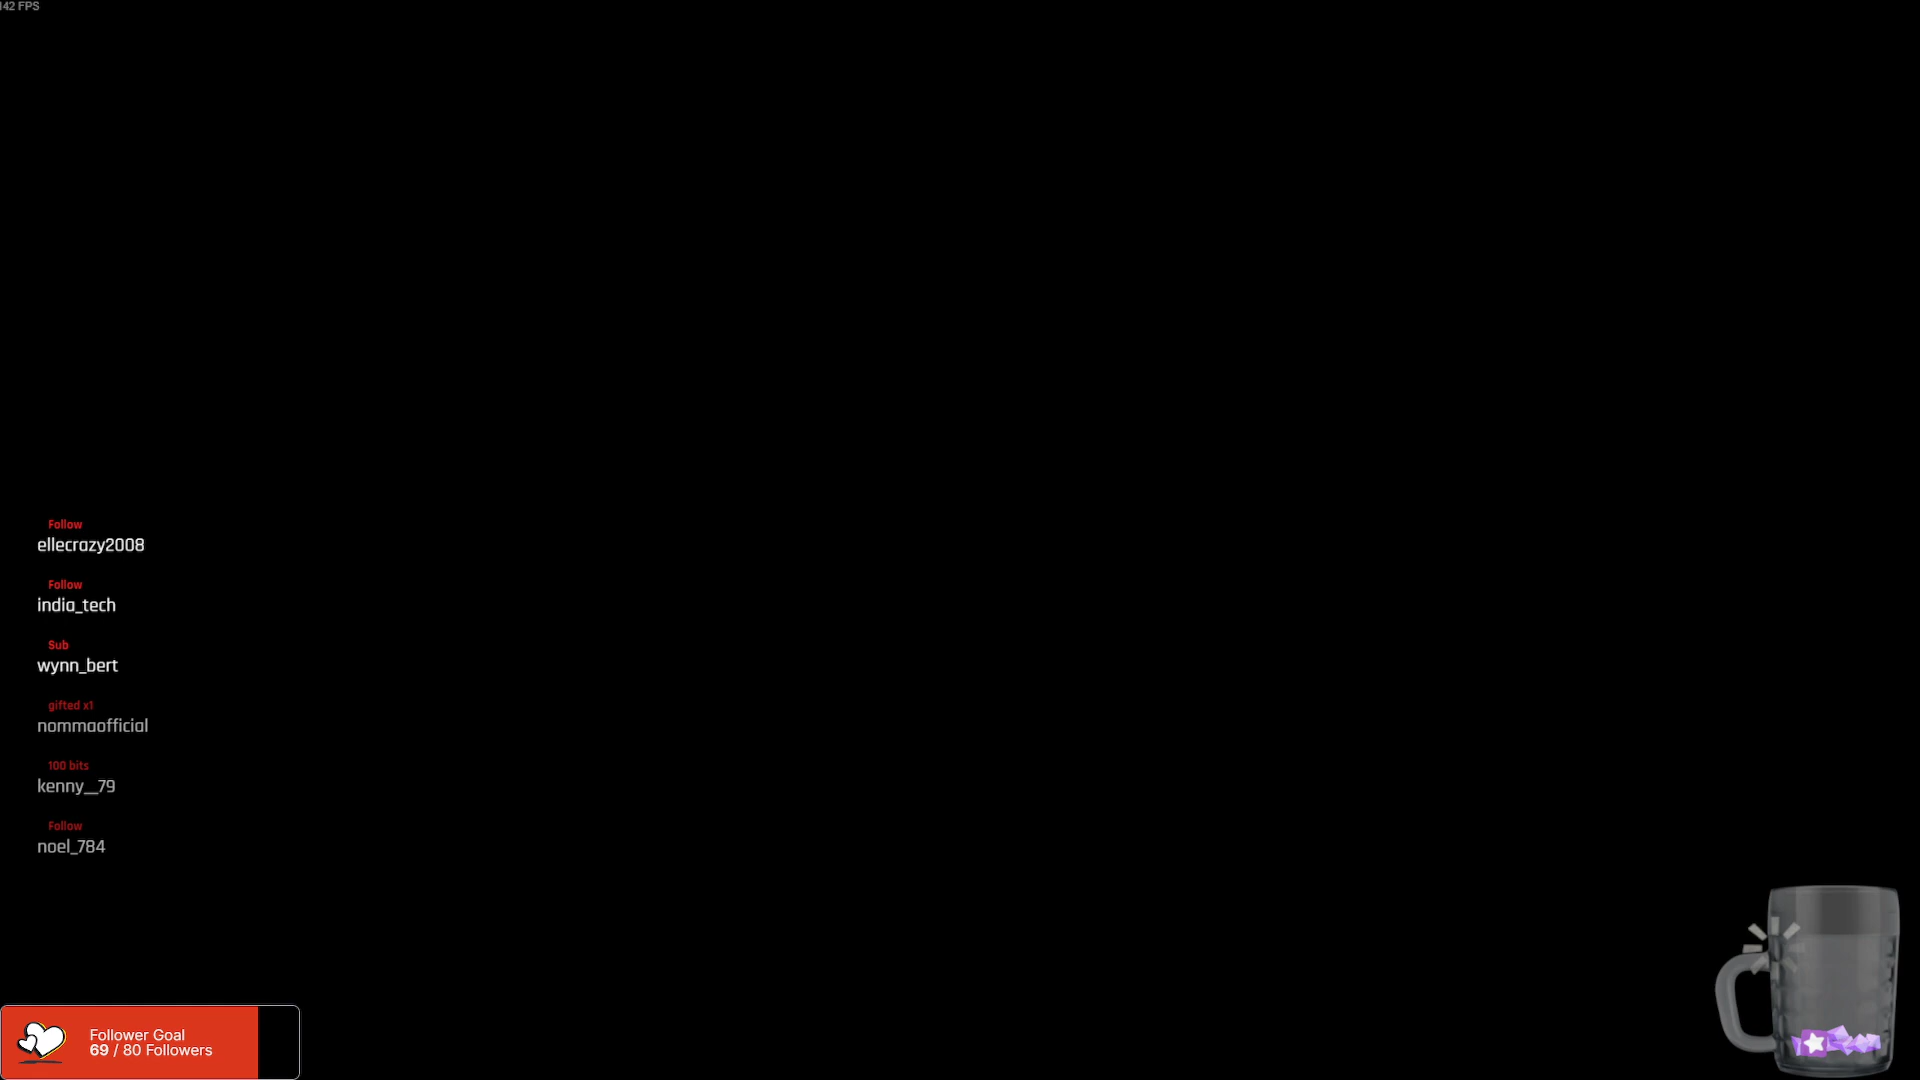 142 FPS
Follow
ellecrazy2008
Follow
india_tech
Sub
wynn_bert
gifted x1
nommaofficial
100 bits
kenny__79
Follow
noel_784
Follower Goal
69 / 80 Followers